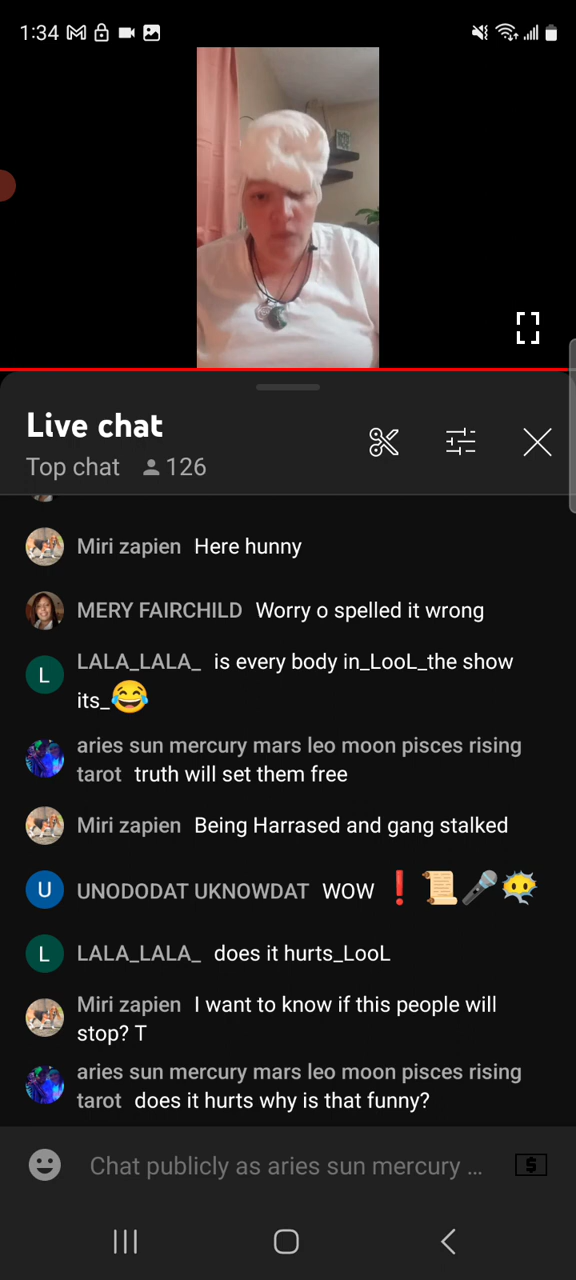 1:34
Live chat
Top chat 126
Miri zapien Here hunny
MERY FAIRCHILD Worry o spelled it wrong
LALA_LALA_ is every body in_LooL_the show
its_😂
aries sun mercury mars leo moon pisces rising
tarot truth will set them free
Miri zapien Being Harrased and gang stalked
UNODODAT UKNOWDAT WOW ❗ 📜🎤
LALA_LALA_ does it hurts_LooL
Miri zapien I want to know if this people will
stop? T
aries sun mercury mars leo moon pisces rising
tarot does it hurts why is that funny?
Chat publicly as aries sun mercury ...